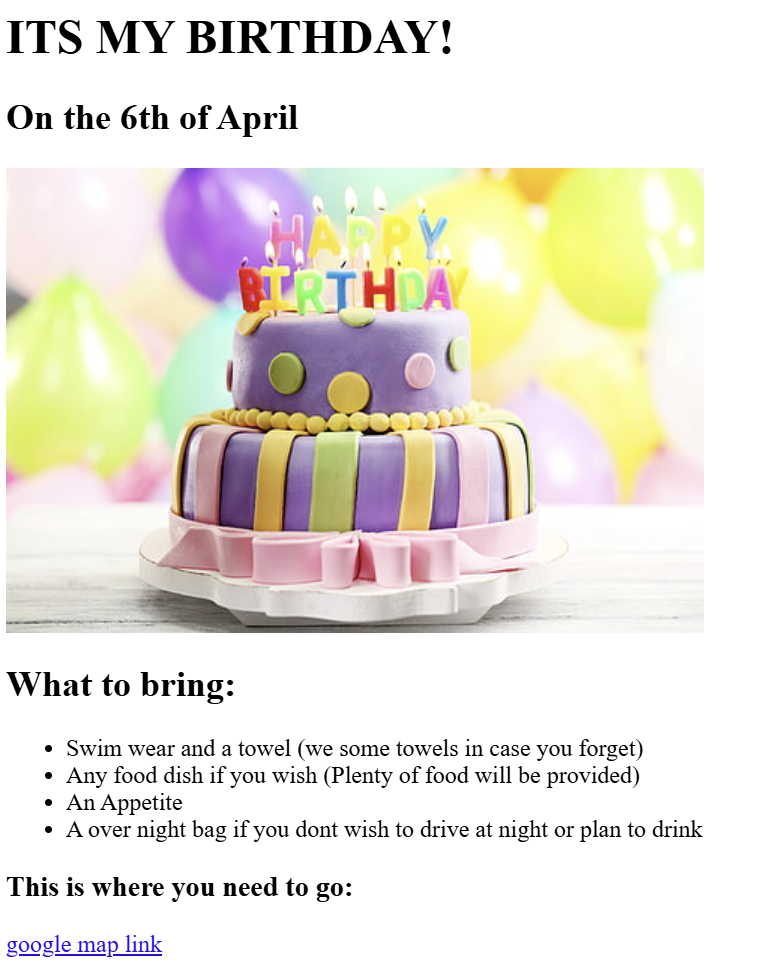 ITS MY BIRTHDAY!
On the 6th of April
HAPPY
BIRTHDAY
What to bring:
Swim wear and a towel (we some towels in case you forget)
Any food dish if you wish (Plenty of food will be provided)
An Appetite
A over night bag if you dont wish to drive at night or plan to drink
This is where you need to go:
google map link